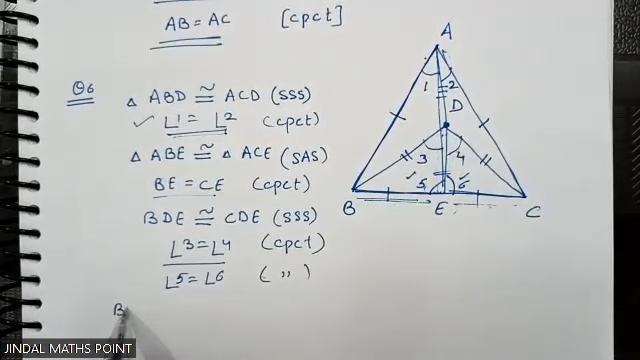 AB = AC [cpct]
Q6
△ ABD ≅ ACD (SSS)
✓ ∠1 = ∠2 (cpct)
△ ABE ≅ △ ACE (SAS)
BE = CE (cpct)
BDE ≅ CDE (SSS)
∠3 = ∠4 (cpct)
∠5 = ∠6 ( " )
B
A
1 2
D
3 4
5 6
B E C
JINDAL MATHS POINT